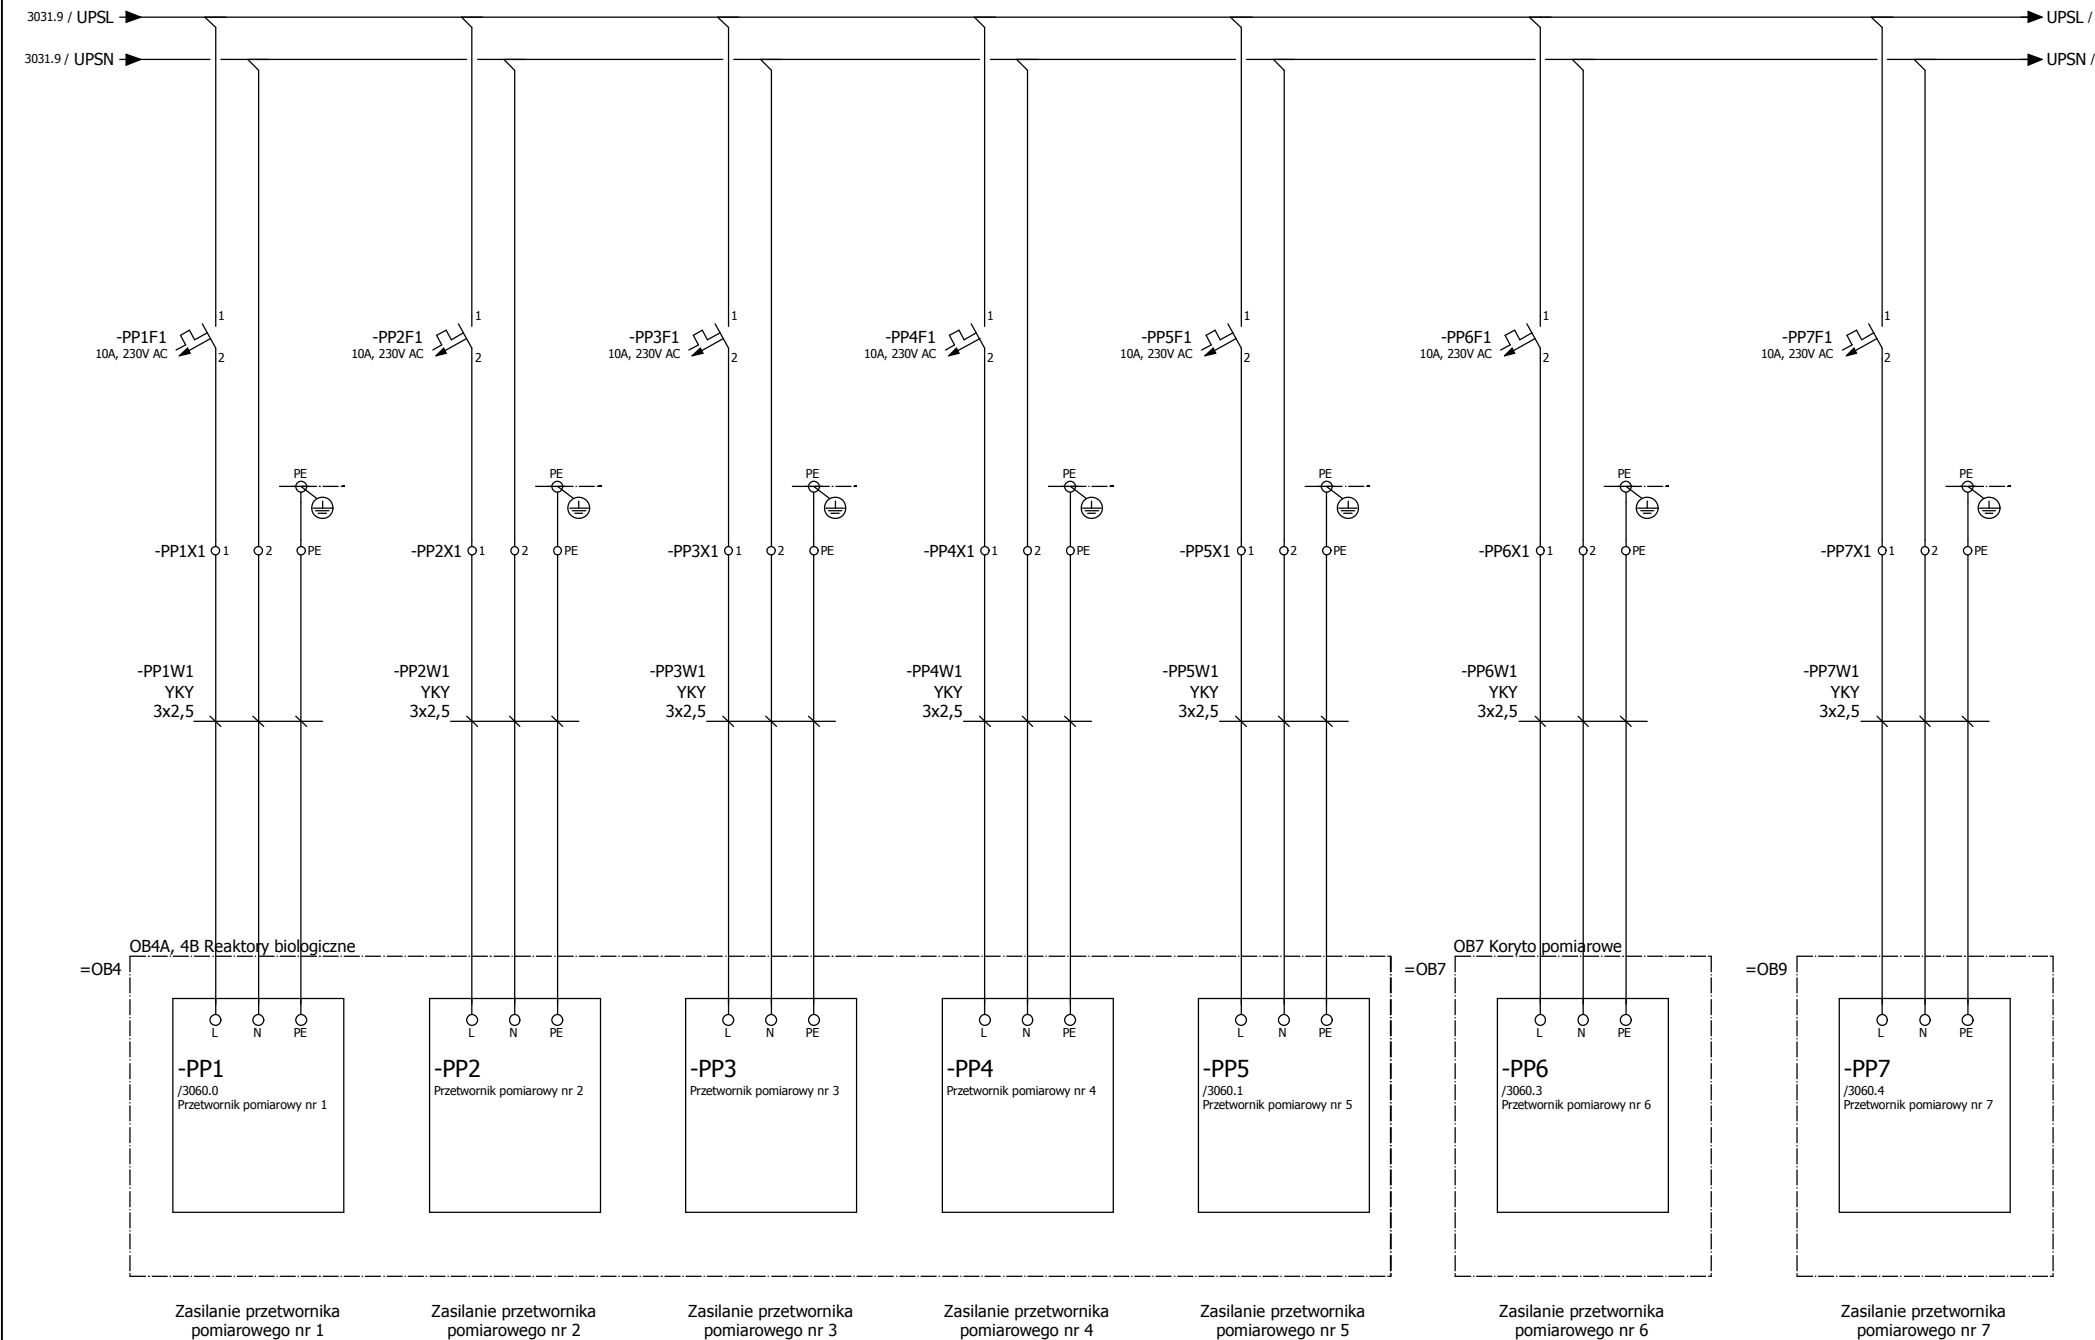 3031.9 / UPSL
UPSL /
3031.9 / UPSN
UPSN /
-PP1F1
10A, 230V AC
1
2
-PP2F1
10A, 230V AC
1
2
-PP3F1
10A, 230V AC
1
2
-PP4F1
10A, 230V AC
1
2
-PP5F1
10A, 230V AC
1
2
-PP6F1
10A, 230V AC
1
2
-PP7F1
10A, 230V AC
1
2
PE
PE
PE
PE
PE
PE
PE
-PP1X1 1 2 PE
-PP2X1 1 2 PE
-PP3X1 1 2 PE
-PP4X1 1 2 PE
-PP5X1 1 2 PE
-PP6X1 1 2 PE
-PP7X1 1 2 PE
-PP1W1
YKY
3x2,5
-PP2W1
YKY
3x2,5
-PP3W1
YKY
3x2,5
-PP4W1
YKY
3x2,5
-PP5W1
YKY
3x2,5
-PP6W1
YKY
3x2,5
-PP7W1
YKY
3x2,5
OB4A, 4B Reaktory biologiczne
=OB4
OB7 Koryto pomiarowe
=OB7
=OB9
L N PE
-PP1
/3060.0
Przetwornik pomiarowy nr 1
L N PE
-PP2
Przetwornik pomiarowy nr 2
L N PE
-PP3
Przetwornik pomiarowy nr 3
L N PE
-PP4
Przetwornik pomiarowy nr 4
L N PE
-PP5
/3060.1
Przetwornik pomiarowy nr 5
L N PE
-PP6
/3060.3
Przetwornik pomiarowy nr 6
L N PE
-PP7
/3060.4
Przetwornik pomiarowy nr 7
Zasilanie przetwornika
pomiarowego nr 1
Zasilanie przetwornika
pomiarowego nr 2
Zasilanie przetwornika
pomiarowego nr 3
Zasilanie przetwornika
pomiarowego nr 4
Zasilanie przetwornika
pomiarowego nr 5
Zasilanie przetwornika
pomiarowego nr 6
Zasilanie przetwornika
pomiarowego nr 7